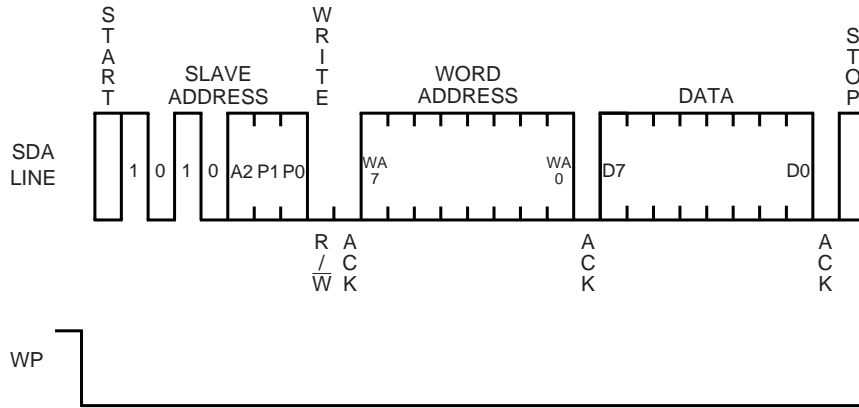 START
WRITE
STOP
SLAVE
ADDRESS
WORD
ADDRESS
DATA
SDA
LINE
1 0 1 0 A2 P1 P0
WA
7
WA
0
D7 D0
R
/
W
ACK
ACK
ACK
WP